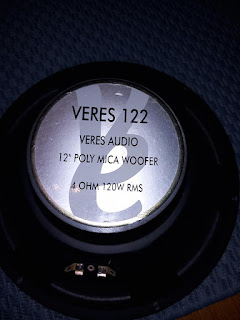 VERES 122
VERES AUDIO
12" POLY MICA WOOFER
4 OHM 120W RMS